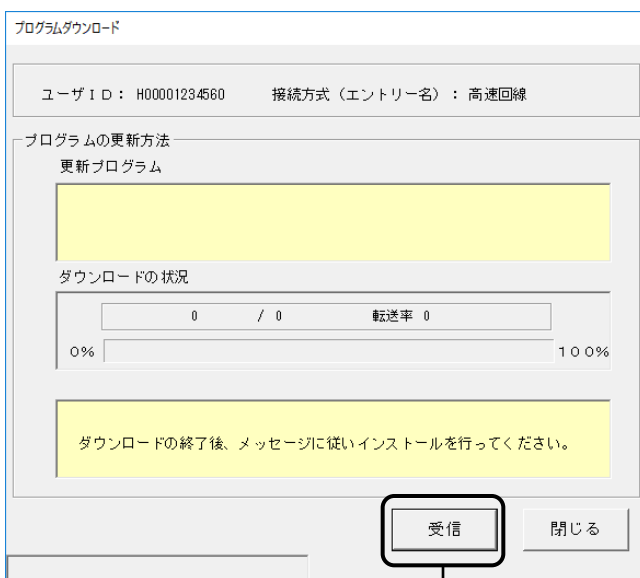 プログラムダウンロード
ユーザID： H00001234560 接続方式（エントリー名）： 高速回線
プログラムの更新方法
更新プログラム
ダウンロードの状況
0 / 0 転送率 0
0% 100%
ダウンロードの終了後、メッセージに従いインストールを行ってください。
受信 閉じる